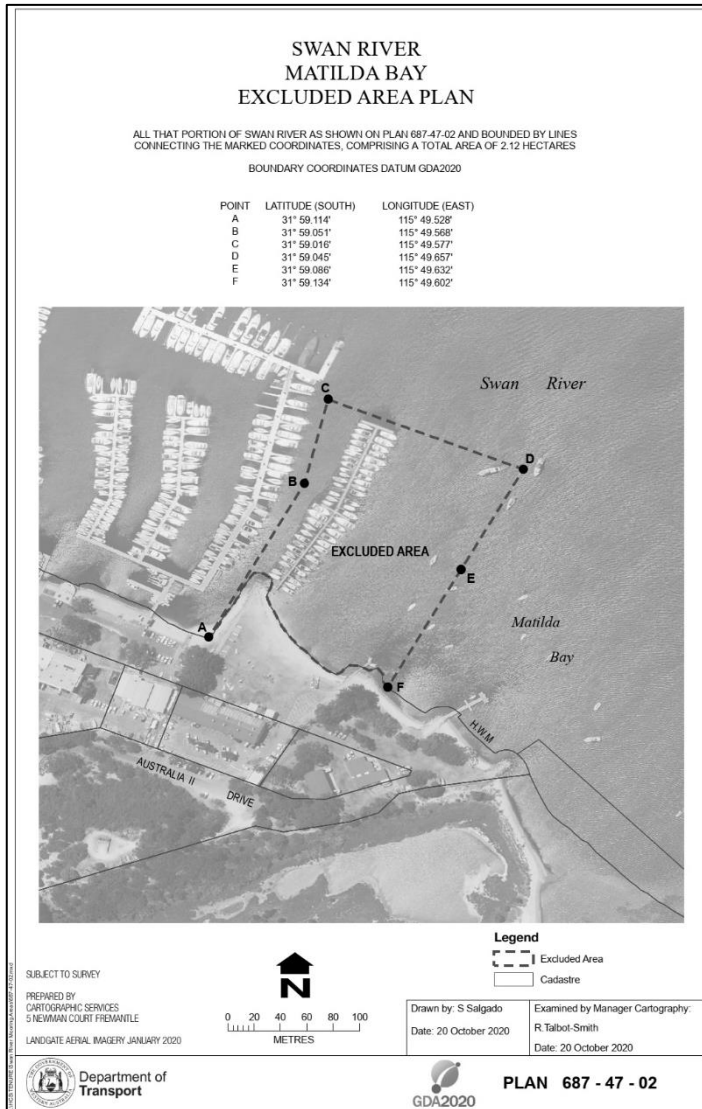 SWAN RIVER
MATILDA BAY
EXCLUDED AREA PLAN
ALL THAT PORTION OF SWAN RIVER AS SHOWN ON PLAN 687-47-02 AND BOUNDED BY LINES
CONNECTING THE MARKED COORDINATES, COMPRISING A TOTAL AREA OF 2.12 HECTARES
BOUNDARY COORDINATES DATUM GDA2020
POINT LATITUDE (SOUTH) LONGITUDE (EAST)
A 31° 59.114' 115° 49.528'
B 31° 59.051' 115° 49.568'
C 31° 59.016' 115° 49.577'
D 31° 59.045' 115° 49.657'
E 31° 59.086' 115° 49.632'
F 31° 59.134' 115° 49.602'
C
Swan River
D
B
EXCLUDED AREA
E
A
Matilda
Bay
F
H.W.M
AUSTRALIA II
DRIVE
SUBJECT TO SURVEY
PREPARED BY
CARTOGRAPHIC SERVICES
5 NEWMAN COURT FREMANTLE
LANDGATE AERIAL IMAGERY JANUARY 2020
N
0 20 40 60 80 100
METRES
Legend
Excluded Area
Cadastre
Drawn by: S Salgado
Date: 20 October 2020
Examined by Manager Cartography:
R.Talbot-Smith
Date: 20 October 2020
Department of
Transport
GDA2020
PLAN 687 - 47 - 02